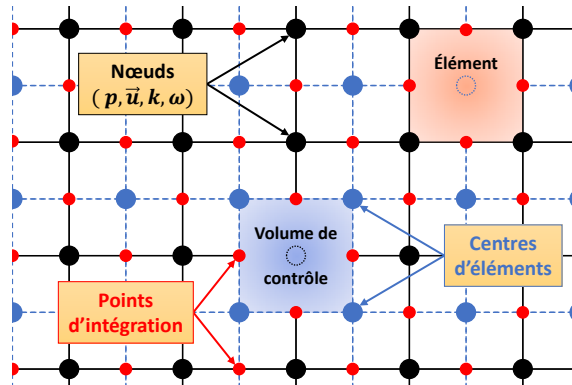 Nœuds
( p, u⃗, k, ω)
Élément
Volume de
contrôle
Centres
d'éléments
Points
d'intégration